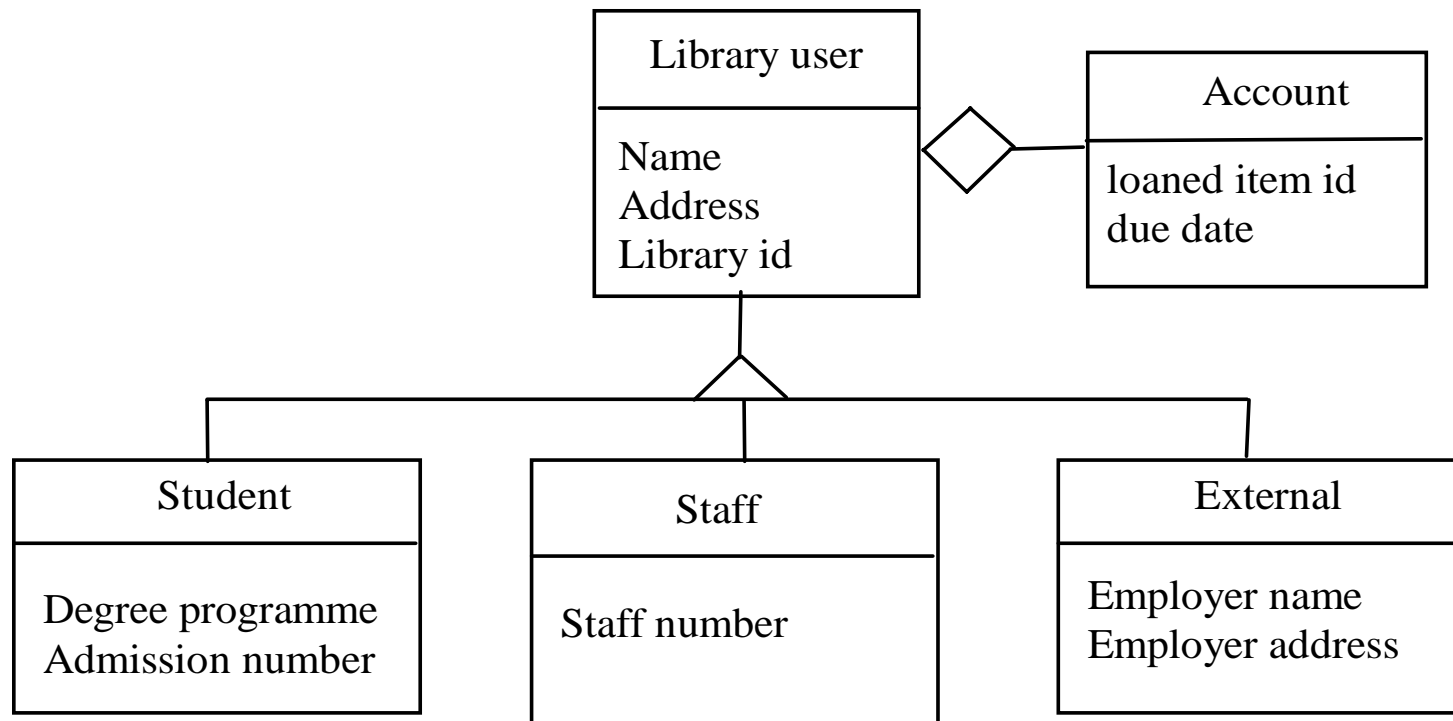 Library user
Name
Address
Library id
Account
loaned item id
due date
Student
Degree programme
Admission number
Staff
Staff number
External
Employer name
Employer address